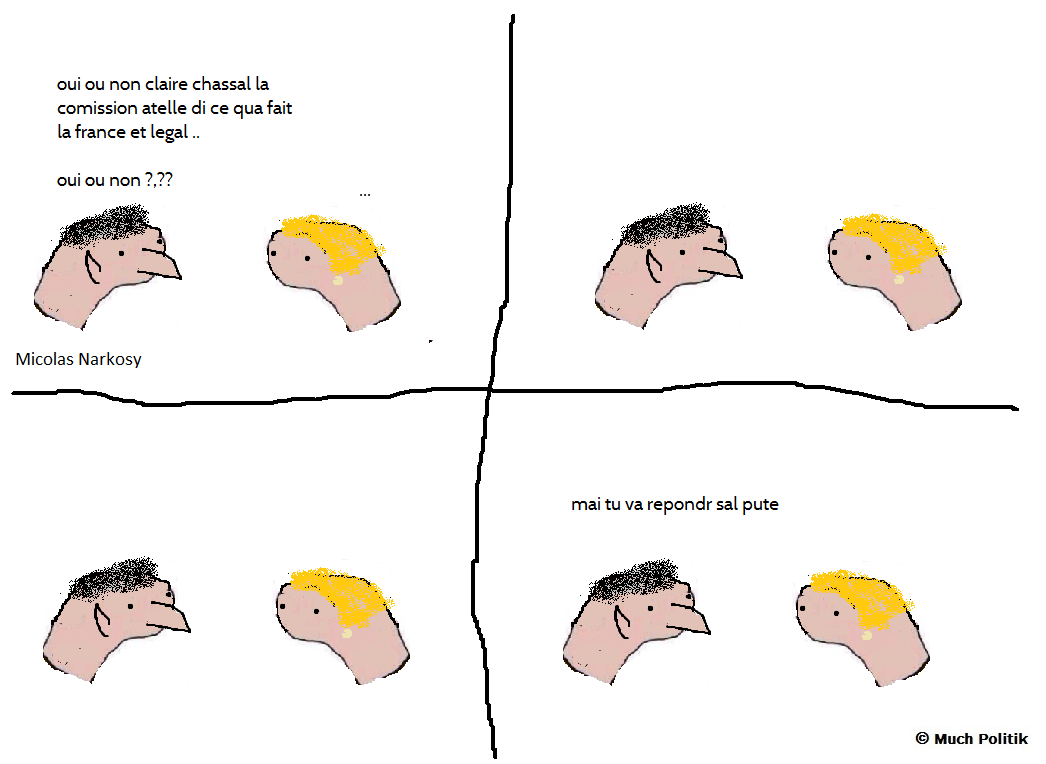 oui ou non claire chassal la
comission atelle di ce qua fait
la france et legal ..
oui ou non ?,??
...
Micolas Narkosy
mai tu va repondr sal pute
© Much Politik